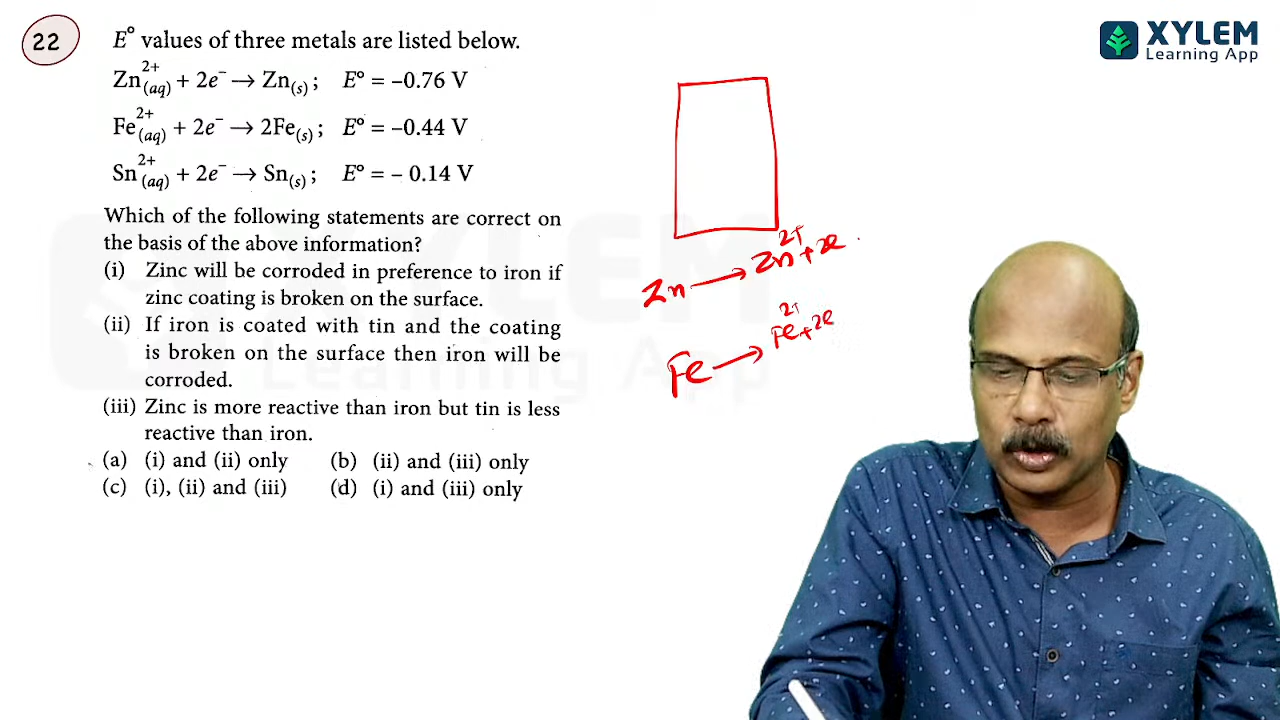 22
E° values of three metals are listed below.
Zn²⁺(aq) + 2e⁻ → Zn(s) ; E° = –0.76 V
Fe²⁺(aq) + 2e⁻ → 2Fe(s) ; E° = –0.44 V
Sn²⁺(aq) + 2e⁻ → Sn(s) ; E° = – 0.14 V
Which of the following statements are correct on
the basis of the above information?
(i) Zinc will be corroded in preference to iron if
zinc coating is broken on the surface.
(ii) If iron is coated with tin and the coating
is broken on the surface then iron will be
corroded.
(iii) Zinc is more reactive than iron but tin is less
reactive than iron.
(a) (i) and (ii) only (b) (ii) and (iii) only
(c) (i), (ii) and (iii) (d) (i) and (iii) only
Zn → Zn²⁺ + 2e
Fe → Fe²⁺ + 2e
XYLEM
Learning App
XYLEM
Learning App